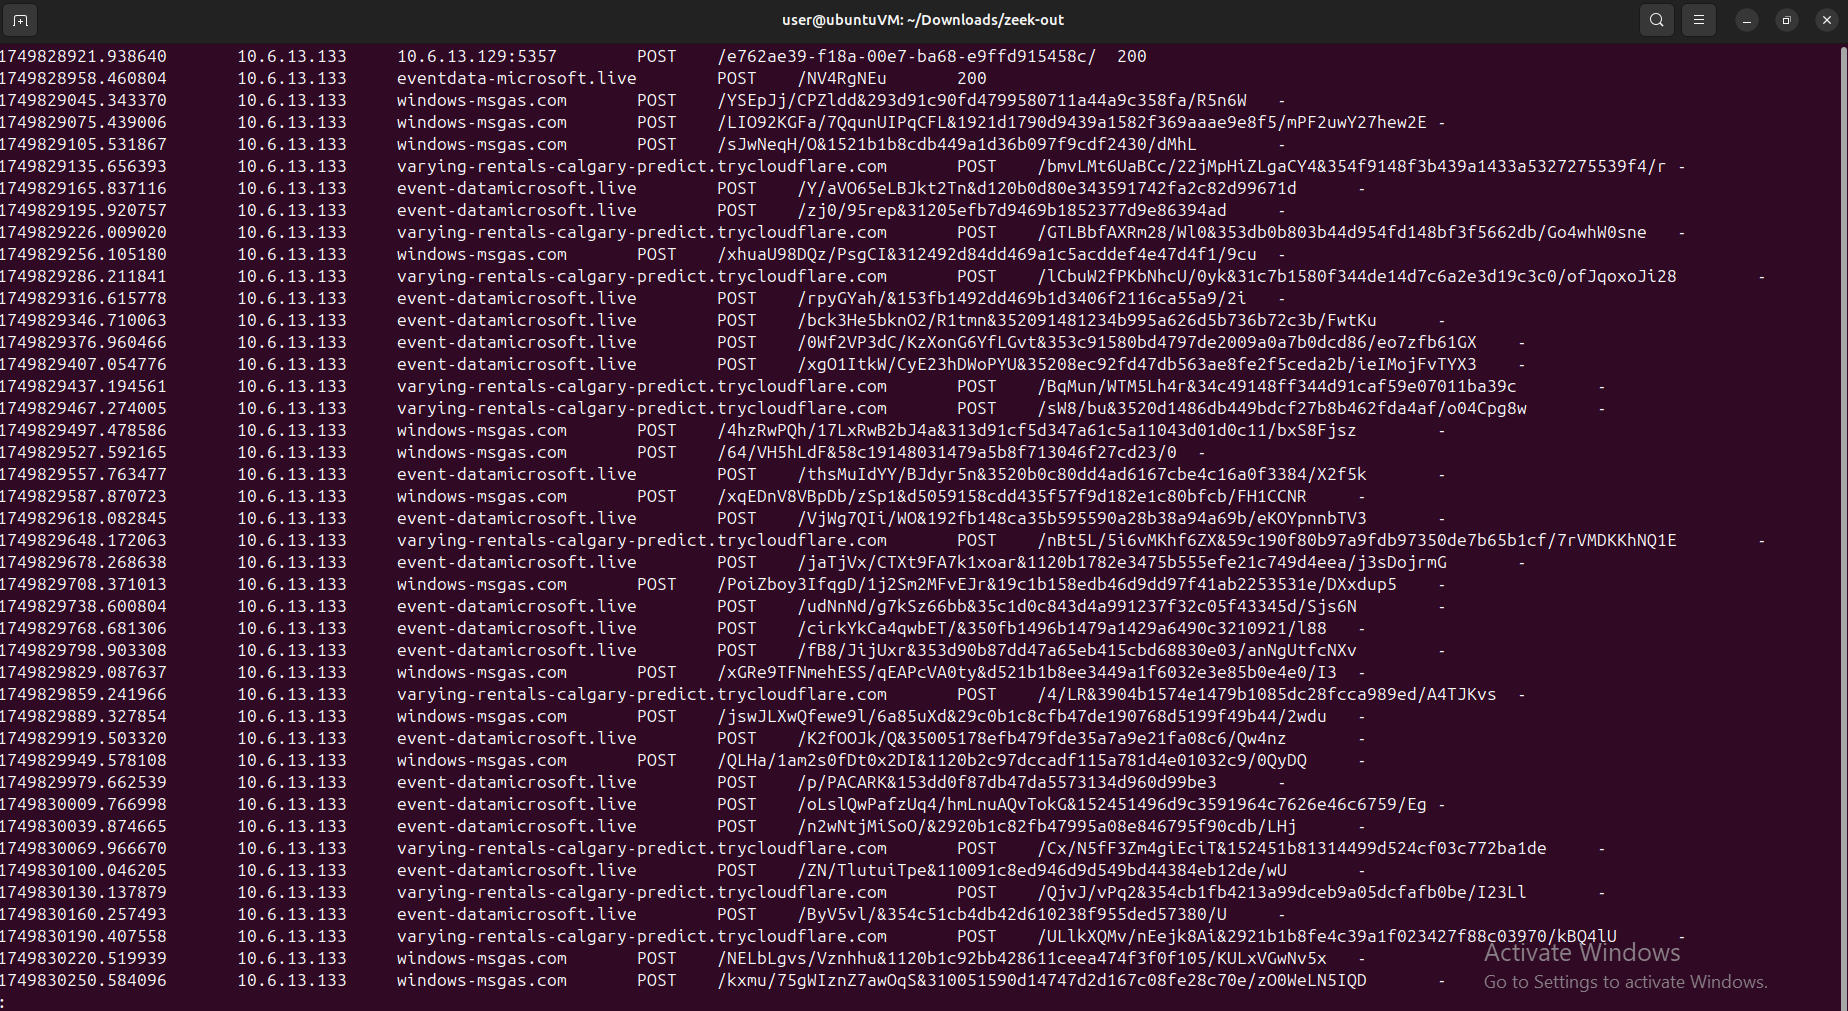 user@ubuntuVM: ~/Downloads/zeek-out
1749828921.938640 10.6.13.133 10.6.13.129:5357 POST /e762ae39-f18a-00e7-ba68-e9ffd915458c/ 200
1749828958.460804 10.6.13.133 eventdata-microsoft.live POST /NV4RgNEu 200
1749829045.343370 10.6.13.133 windows-msgas.com POST /YSEpJj/CPZldd&293d91c90fd4799580711a44a9c358fa/R5n6W -
1749829075.439006 10.6.13.133 windows-msgas.com POST /LIO92KGFa/7QqunUIPqCFL&1921d1790d9439a1582f369aaae9e8f5/mPF2uwY27hew2E -
1749829105.531867 10.6.13.133 windows-msgas.com POST /sJwNeqH/O&1521b1b8cdb449a1d36b097f9cdf2430/dMhL -
1749829135.656393 10.6.13.133 varying-rentals-calgary-predict.trycloudflare.com POST /bmvLMt6UaBCc/22jMpHiZLgaCY4&354f9148f3b439a1433a5327275539f4/r -
1749829165.837116 10.6.13.133 event-datamicrosoft.live POST /Y/aVO65eLBJkt2Tn&d120b0d80e343591742fa2c82d99671d -
1749829195.920757 10.6.13.133 event-datamicrosoft.live POST /zj0/95rep&31205efb7d9469b1852377d9e86394ad -
1749829226.009020 10.6.13.133 varying-rentals-calgary-predict.trycloudflare.com POST /GTLBbfAXRm28/Wl0&353db0b803b44d954fd148bf3f5662db/Go4whW0sne -
1749829256.105180 10.6.13.133 windows-msgas.com POST /xhuaU98DQz/PsgCI&312492d84dd469a1c5acddef4e47d4f1/9cu -
1749829286.211841 10.6.13.133 varying-rentals-calgary-predict.trycloudflare.com POST /lCbuW2fPKbNhcU/0yk&31c7b1580f344de14d7c6a2e3d19c3c0/ofJqoxoJi28 -
1749829316.615778 10.6.13.133 event-datamicrosoft.live POST /rpyGYah/&153fb1492dd469b1d3406f2116ca55a9/2i -
1749829346.710063 10.6.13.133 event-datamicrosoft.live POST /bck3He5bknO2/R1tmn&352091481234b995a626d5b736b72c3b/FwtKu -
1749829376.960466 10.6.13.133 event-datamicrosoft.live POST /0Wf2VP3dC/KzXonG6YfLGvt&353c91580bd4797de2009a0a7b0dcd86/eo7zfb61GX -
1749829407.054776 10.6.13.133 event-datamicrosoft.live POST /xgO1ItkW/CyE23hDWoPYU&35208ec92fd47db563ae8fe2f5ceda2b/ieIMojFvTYX3 -
1749829437.194561 10.6.13.133 varying-rentals-calgary-predict.trycloudflare.com POST /BqMun/WTM5Lh4r&34c49148ff344d91caf59e07011ba39c -
1749829467.274005 10.6.13.133 varying-rentals-calgary-predict.trycloudflare.com POST /sW8/bu&3520d1486db449bdcf27b8b462fda4af/o04Cpg8w -
1749829497.478586 10.6.13.133 windows-msgas.com POST /4hzRwPQh/17LxRwB2bJ4a&313d91cf5d347a61c5a11043d01d0c11/bxS8Fjsz -
1749829527.592165 10.6.13.133 windows-msgas.com POST /64/VH5hLdF&58c19148031479a5b8f713046f27cd23/0 -
1749829557.763477 10.6.13.133 event-datamicrosoft.live POST /thsMuIdYY/BJdyr5n&3520b0c80dd4ad6167cbe4c16a0f3384/X2f5k -
1749829587.870723 10.6.13.133 windows-msgas.com POST /xqEDnV8VBpDb/zSp1&d5059158cdd435f57f9d182e1c80bfcb/FH1CCNR -
1749829618.082845 10.6.13.133 event-datamicrosoft.live POST /VjWg7QIi/WO&192fb148ca35b595590a28b38a94a69b/eKOYpnnbTV3 -
1749829648.172063 10.6.13.133 varying-rentals-calgary-predict.trycloudflare.com POST /nBt5L/5i6vMKhf6ZX&59c190f80b97a9fdb97350de7b65b1cf/7rVMDKKhNQ1E -
1749829678.268638 10.6.13.133 event-datamicrosoft.live POST /jaTjVx/CTXt9FA7k1xoar&1120b1782e3475b555efe21c749d4eea/j3sDojrmG -
1749829708.371013 10.6.13.133 windows-msgas.com POST /PoiZboy3IfqgD/1j2Sm2MFvEJr&19c1b158edb46d9dd97f41ab2253531e/DXxdup5 -
1749829738.600804 10.6.13.133 event-datamicrosoft.live POST /udNnNd/g7kSz66bb&35c1d0c843d4a991237f32c05f43345d/Sjs6N -
1749829768.681306 10.6.13.133 event-datamicrosoft.live POST /cirkYkCa4qwbET/&350fb1496b1479a1429a6490c3210921/l88 -
1749829798.903308 10.6.13.133 event-datamicrosoft.live POST /fB8/JijUxr&353d90b87dd47a65eb415cbd68830e03/anNgUtfcNXv -
1749829829.087637 10.6.13.133 windows-msgas.com POST /xGRe9TFNmehESS/qEAPcVA0ty&d521b1b8ee3449a1f6032e3e85b0e4e0/I3 -
1749829859.241966 10.6.13.133 varying-rentals-calgary-predict.trycloudflare.com POST /4/LR&3904b1574e1479b1085dc28fcca989ed/A4TJKvs -
1749829889.327854 10.6.13.133 windows-msgas.com POST /jswJLXwQfewe9l/6a85uXd&29c0b1c8cfb47de190768d5199f49b44/2wdu -
1749829919.503320 10.6.13.133 event-datamicrosoft.live POST /K2fOOJk/Q&35005178efb479fde35a7a9e21fa08c6/Qw4nz -
1749829949.578108 10.6.13.133 windows-msgas.com POST /QLHa/1am2s0fDt0x2DI&1120b2c97dccadf115a781d4e01032c9/0QyDQ -
1749829979.662539 10.6.13.133 event-datamicrosoft.live POST /p/PACARK&153dd0f87db47da5573134d960d99be3 -
1749830009.766998 10.6.13.133 event-datamicrosoft.live POST /oLslQwPafzUq4/hmLnuAQvTokG&152451496d9c3591964c7626e46c6759/Eg -
1749830039.874665 10.6.13.133 event-datamicrosoft.live POST /n2wNtjMiSoO/&2920b1c82fb47995a08e846795f90cdb/LHj -
1749830069.966670 10.6.13.133 varying-rentals-calgary-predict.trycloudflare.com POST /Cx/N5fF3Zm4giEciT&152451b81314499d524cf03c772ba1de -
1749830100.046205 10.6.13.133 event-datamicrosoft.live POST /ZN/TlutuiTpe&110091c8ed946d9d549bd44384eb12de/wU -
1749830130.137879 10.6.13.133 varying-rentals-calgary-predict.trycloudflare.com POST /QjvJ/vPq2&354cb1fb4213a99dceb9a05dcfafb0be/I23Ll -
1749830160.257493 10.6.13.133 event-datamicrosoft.live POST /ByV5vl/&354c51cb4db42d610238f955ded57380/U -
1749830190.407558 10.6.13.133 varying-rentals-calgary-predict.trycloudflare.com POST /ULlkXQMv/nEejk8Ai&2921b1b8fe4c39a1f023427f88c03970/kBQ4lU -
1749830220.519939 10.6.13.133 windows-msgas.com POST /NELbLgvs/Vznhhu&1120b1c92bb428611ceea474f3f0f105/KULxVGwNv5x -
1749830250.584096 10.6.13.133 windows-msgas.com POST /kxmu/75gWIznZ7awOqS&310051590d14747d2d167c08fe28c70e/zO0WeLN5IQD -
:
Activate Windows
Go to Settings to activate Windows.